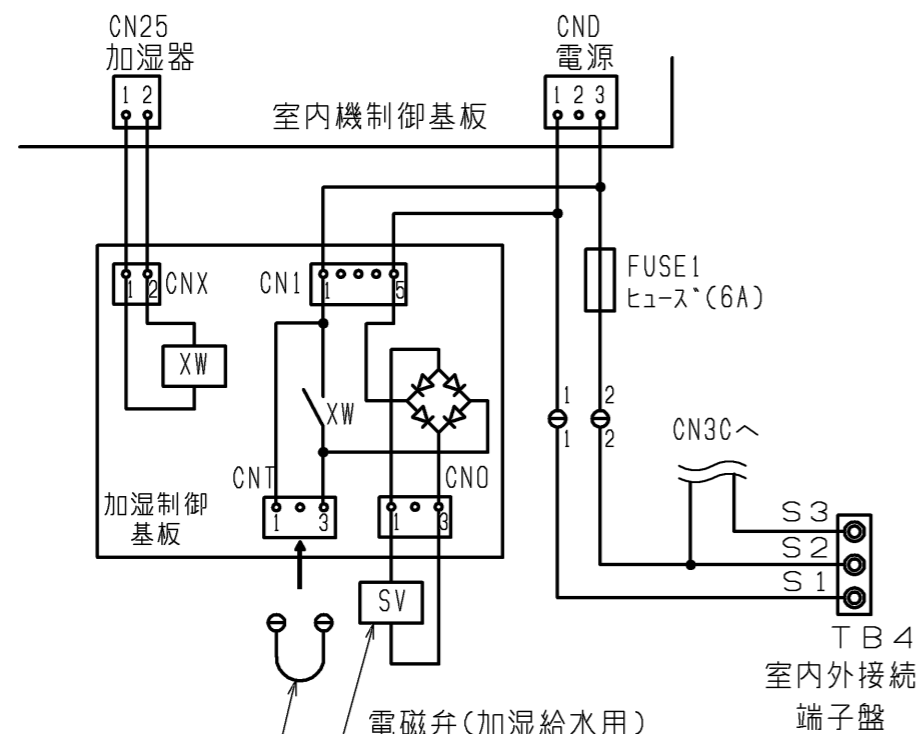 CN25
加湿器
1 2
CND
電源
1 2 3
室内機制御基板
CNX
1 2
CN1
1 5
FUSE1
ヒューズ(6A)
XW
XW
1 2
1 2
CN3Cへ
CNT
1 3
CNO
1 3
加湿制御
基板
S3
S2
S1
SV
TB4
室内外接続
端子盤
電磁弁(加湿給水用)